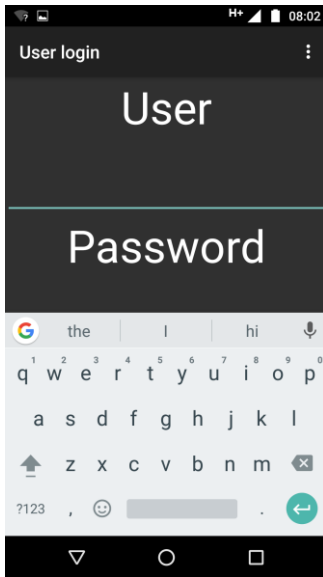 H+ 08:02
User login
User
Password
G the I hi
1 2 3 4 5 6 7 8 9 0
q w e r t y u i o p
a s d f g h j k l
z x c v b n m
?123 , .